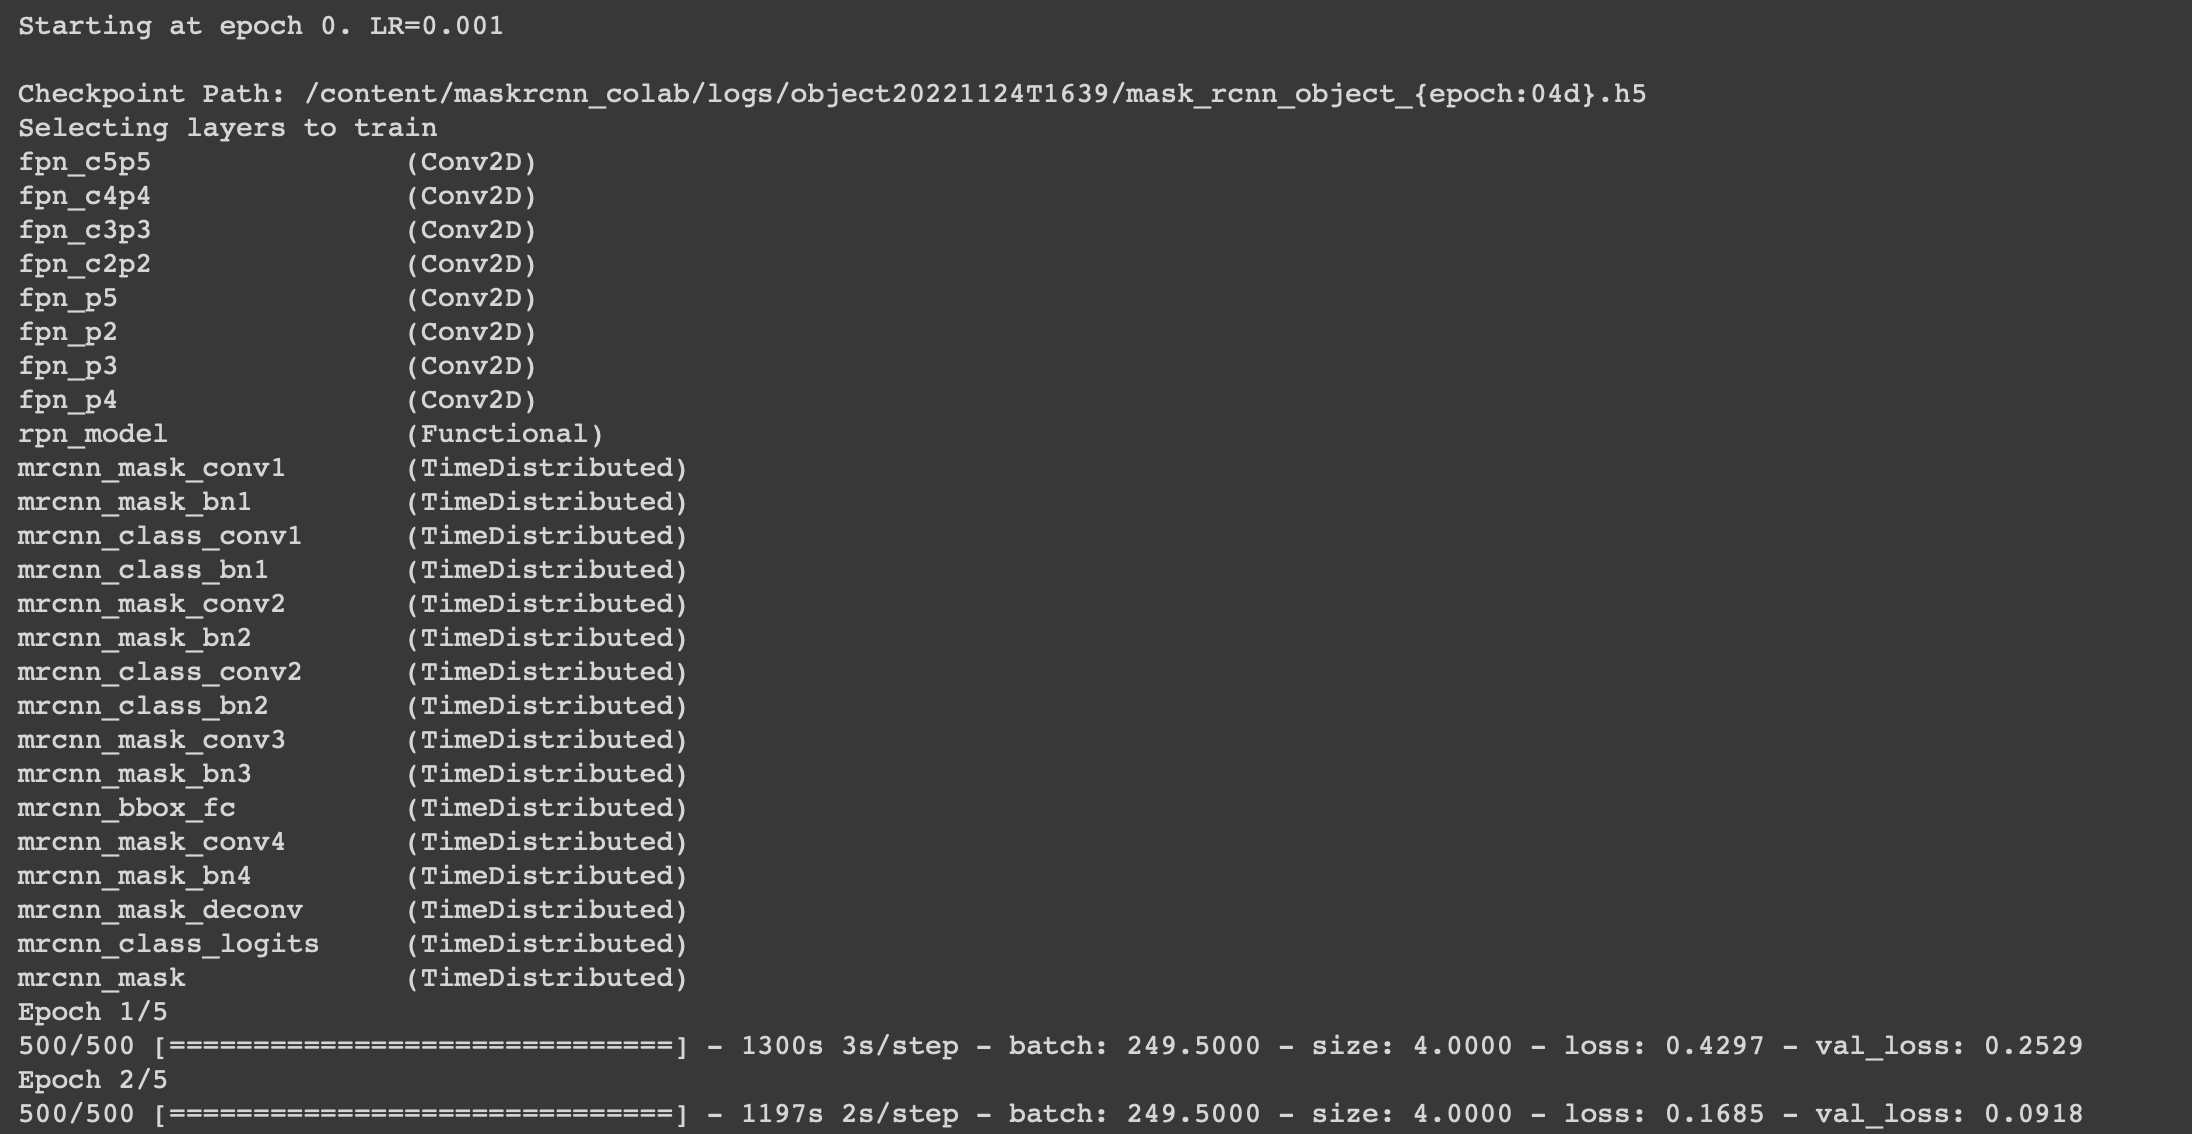 Starting at epoch 0. LR=0.001
Checkpoint Path: /content/maskrcnn_colab/logs/object20221124T1639/mask_rcnn_object_{epoch:04d}.h5
Selecting layers to train
fpn_c5p5 (Conv2D)
fpn_c4p4 (Conv2D)
fpn_c3p3 (Conv2D)
fpn_c2p2 (Conv2D)
fpn_p5 (Conv2D)
fpn_p2 (Conv2D)
fpn_p3 (Conv2D)
fpn_p4 (Conv2D)
rpn_model (Functional)
mrcnn_mask_conv1 (TimeDistributed)
mrcnn_mask_bn1 (TimeDistributed)
mrcnn_class_conv1 (TimeDistributed)
mrcnn_class_bn1 (TimeDistributed)
mrcnn_mask_conv2 (TimeDistributed)
mrcnn_mask_bn2 (TimeDistributed)
mrcnn_class_conv2 (TimeDistributed)
mrcnn_class_bn2 (TimeDistributed)
mrcnn_mask_conv3 (TimeDistributed)
mrcnn_mask_bn3 (TimeDistributed)
mrcnn_bbox_fc (TimeDistributed)
mrcnn_mask_conv4 (TimeDistributed)
mrcnn_mask_bn4 (TimeDistributed)
mrcnn_mask_deconv (TimeDistributed)
mrcnn_class_logits (TimeDistributed)
mrcnn_mask (TimeDistributed)
Epoch 1/5
500/500 [==============================] - 1300s 3s/step - batch: 249.5000 - size: 4.0000 - loss: 0.4297 - val_loss: 0.2529
Epoch 2/5
500/500 [==============================] - 1197s 2s/step - batch: 249.5000 - size: 4.0000 - loss: 0.1685 - val_loss: 0.0918